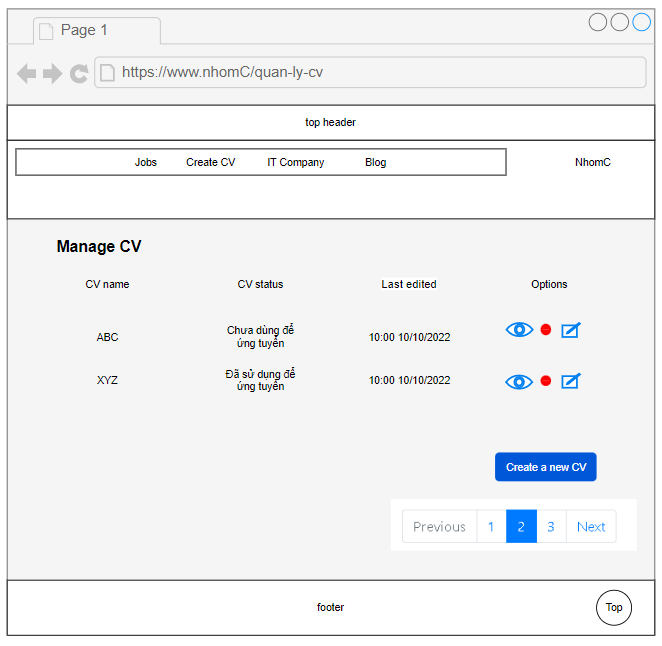 Page 1
https://www.nhomC/quan-ly-cv
top header
Jobs Create CV IT Company Blog NhomC
Manage CV
CV name CV status Last edited Options
ABC Chưa dùng để
ứng tuyển 10:00 10/10/2022
XYZ Đã sử dụng để
ứng tuyển 10:00 10/10/2022
Create a new CV
Previous 1 2 3 Next
footer Top